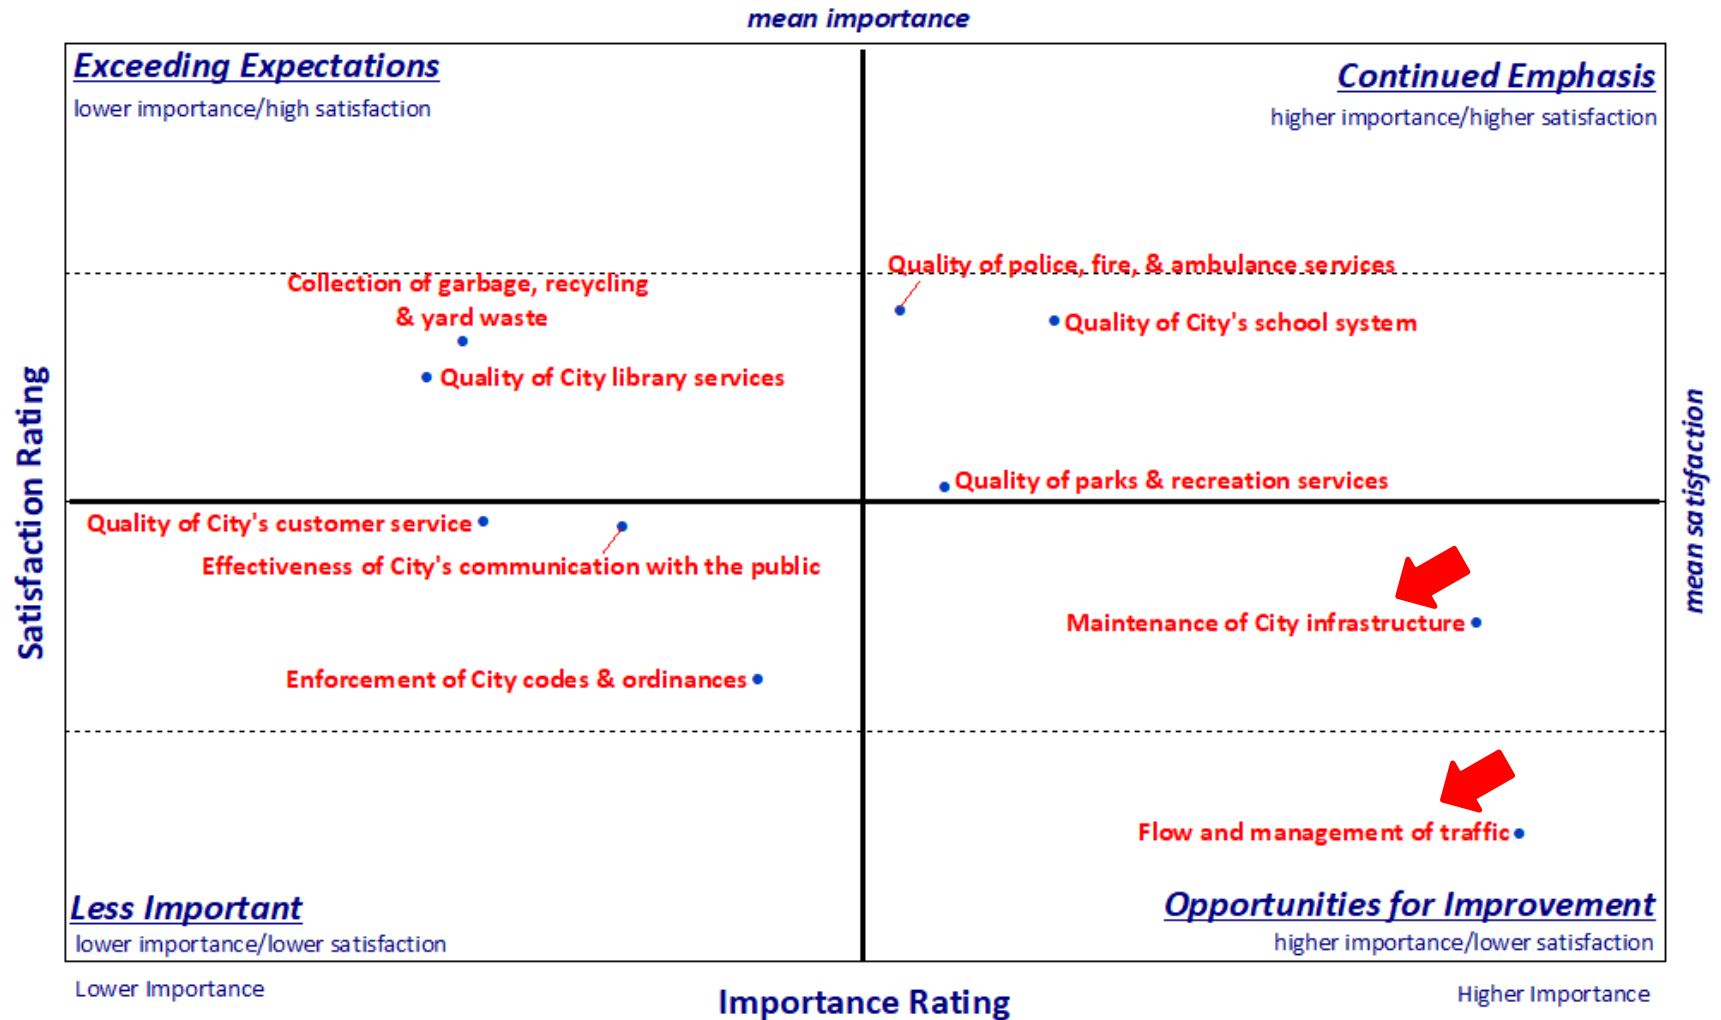 mean importance
Exceeding Expectations
lower importance/high satisfaction
Continued Emphasis
higher importance/higher satisfaction
Quality of police, fire, & ambulance services
Collection of garbage, recycling
& yard waste
Quality of City's school system
Quality of City library services
Satisfaction Rating
mean satisfaction
Quality of parks & recreation services
Quality of City's customer service
Effectiveness of City's communication with the public
Maintenance of City infrastructure
Enforcement of City codes & ordinances
Flow and management of traffic
Less Important
lower importance/lower satisfaction
Opportunities for Improvement
higher importance/lower satisfaction
Lower Importance
Importance Rating
Higher Importance